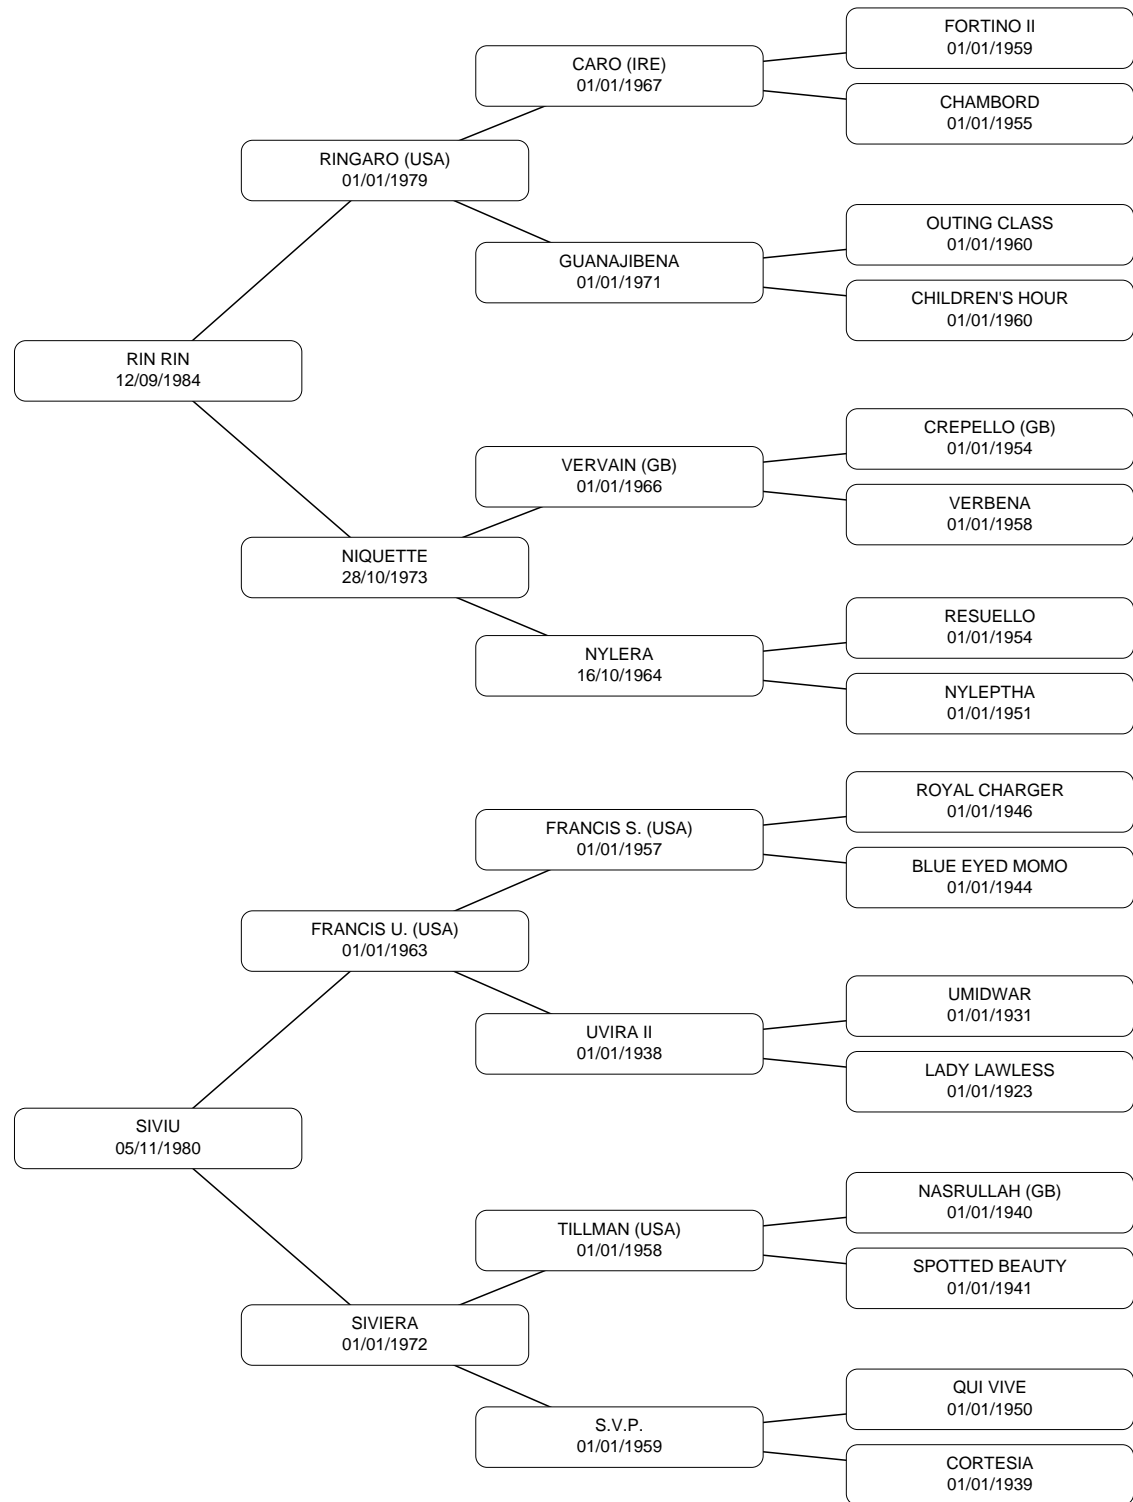 FORTINO II
01/01/1959
CARO (IRE)
01/01/1967
CHAMBORD
01/01/1955
RINGARO (USA)
01/01/1979
OUTING CLASS
01/01/1960
GUANAJIBENA
01/01/1971
CHILDREN'S HOUR
01/01/1960
RIN RIN
12/09/1984
CREPELLO (GB)
01/01/1954
VERVAIN (GB)
01/01/1966
VERBENA
01/01/1958
NIQUETTE
28/10/1973
RESUELLO
01/01/1954
NYLERA
16/10/1964
NYLEPTHA
01/01/1951
ROYAL CHARGER
01/01/1946
FRANCIS S. (USA)
01/01/1957
BLUE EYED MOMO
01/01/1944
FRANCIS U. (USA)
01/01/1963
UMIDWAR
01/01/1931
UVIRA II
01/01/1938
LADY LAWLESS
01/01/1923
SIVIU
05/11/1980
NASRULLAH (GB)
01/01/1940
TILLMAN (USA)
01/01/1958
SPOTTED BEAUTY
01/01/1941
SIVIERA
01/01/1972
QUI VIVE
01/01/1950
S.V.P.
01/01/1959
CORTESIA
01/01/1939